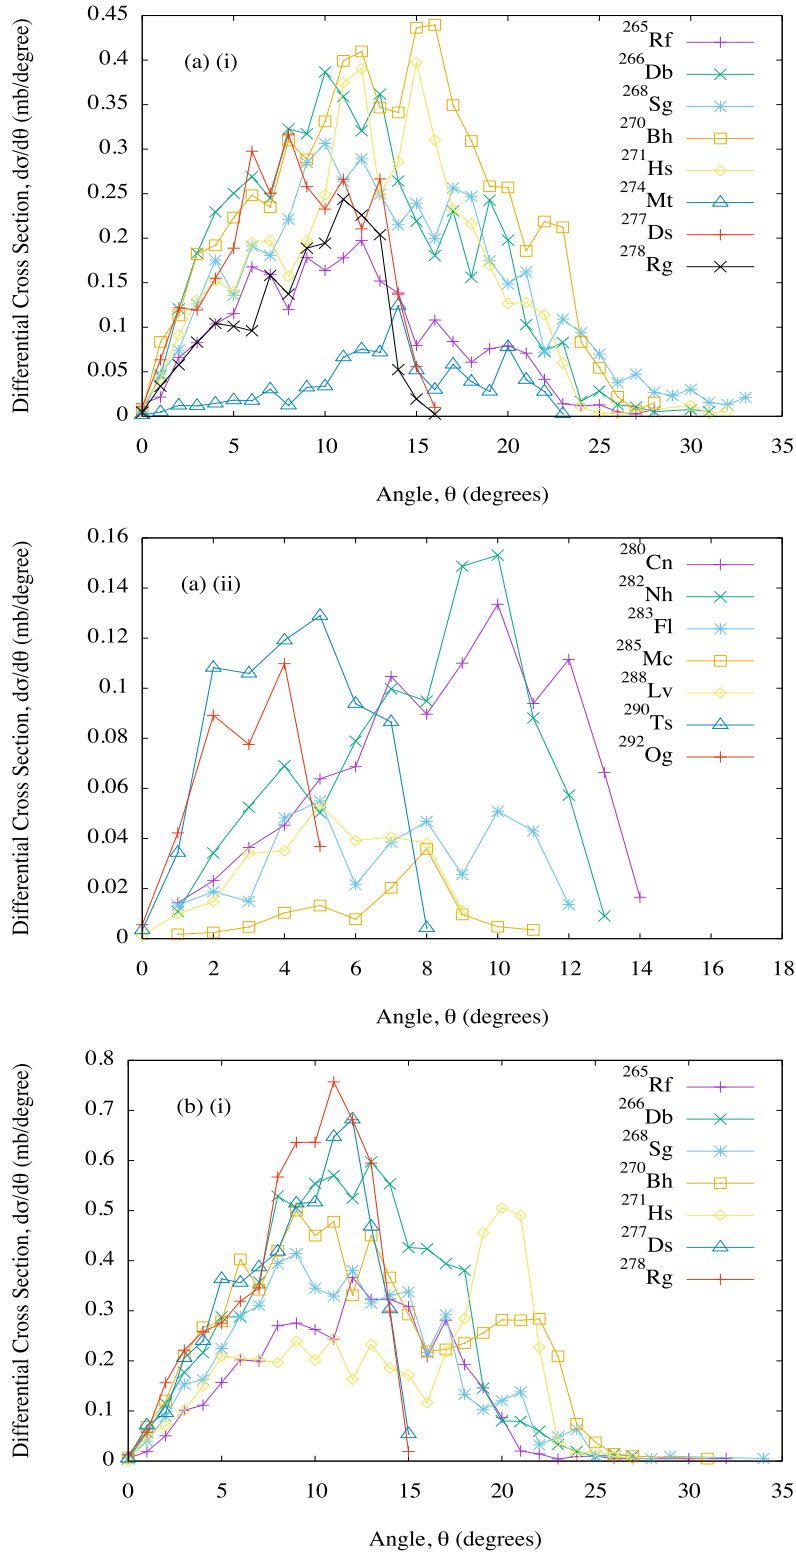 0.45
0.4
0.35
0.3
0.25
0.2
0.15
0.1
0.05
0
Differential Cross Section, dσ/dθ (mb/degree)
(a) (i)
265Rf
266Db
268Sg
270Bh
271Hs
274Mt
277Ds
278Rg
0 5 10 15 20 25 30 35
Angle, θ (degrees)
0.16
0.14
0.12
0.1
0.08
0.06
0.04
0.02
0
Differential Cross Section, dσ/dθ (mb/degree)
(a) (ii)
280Cn
282Nh
283Fl
285Mc
288Lv
290Ts
292Og
0 2 4 6 8 10 12 14 16 18
Angle, θ (degrees)
0.8
0.7
0.6
0.5
0.4
0.3
0.2
0.1
0
Differential Cross Section, dσ/dθ (mb/degree)
(b) (i)
265Rf
266Db
268Sg
270Bh
271Hs
277Ds
278Rg
0 5 10 15 20 25 30 35
Angle, θ (degrees)